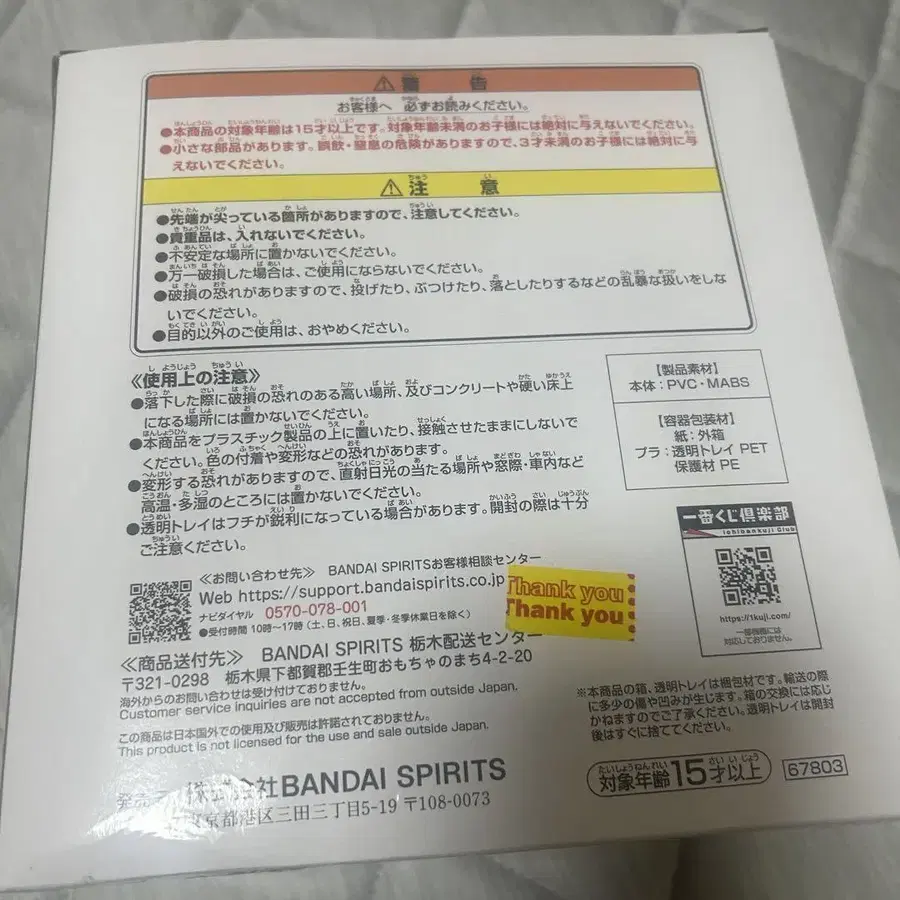 ⚠警告
お客様へ 必ずお読みください。
●本商品の対象年齢は15才以上です。対象年齢未満のお子様には絶対に与えないでください。
●小さな部品があります。誤飲・窒息の危険がありますので、3才未満のお子様には絶対に与
えないでください。
⚠注意
●先端が尖っている箇所がありますので、注意してください。
●貴重品は、入れないでください。
●不安定な場所に置かないでください。
●万一破損した場合は、ご使用にならないでください。
●破損の恐れがありますので、投げたり、ぶつけたり、落としたりするなどの乱暴な扱いをしな
いでください。
●目的以外のご使用は、おやめください。
《使用上の注意》
●落下した際に破損の恐れのある高い場所、及びコンクリートや硬い床上
になる場所には置かないでください。
●本商品をプラスチック製品の上に置いたり、接触させたままにしないで
ください。色の付着や変形などの恐れがあります。
●変形する恐れがありますので、直射日光の当たる場所や窓際・車内など
高温・多湿のところには置かないでください。
●透明トレイはフチが鋭利になっている場合があります。開封の際は十分
ご注意ください。
【製品素材】
本体：PVC・MABS
【容器包装材】
紙：外箱
プラ：透明トレイ PET
保護材 PE
一番くじ倶楽部
Ichibankuji Club
https://1kuji.com/
一部機種には
対応しておりません。
≪お問い合わせ先≫ BANDAI SPIRITSお客様相談センター
Web https://support.bandaispirits.co.jp
ナビダイヤル 0570-078-001
●受付時間 10時〜17時（土、日、祝日、夏季・冬季休業日を除く）
Thank you
Thank you
≪商品送付先≫ BANDAI SPIRITS 栃木配送センター
〒321-0298 栃木県下都賀郡壬生町おもちゃのまち4-2-20
海外からのお問い合わせは受け付けておりません。
Customer service inquiries are not accepted from outside Japan.
この商品は日本国外での使用及び販売は許諾されておりません。
This product is not licensed for the use and sale outside Japan.
※本商品の箱、透明トレイは梱包材です。輸送の際
に多少の傷や凹みが生じます。箱の交換には応じ
かねますのでご了承ください。透明トレイは開封
後はすぐに捨ててください。
対象年齢15才以上
67803
発売元 株式会社BANDAI SPIRITS
東京都港区三田三丁目5-19 〒108-0073